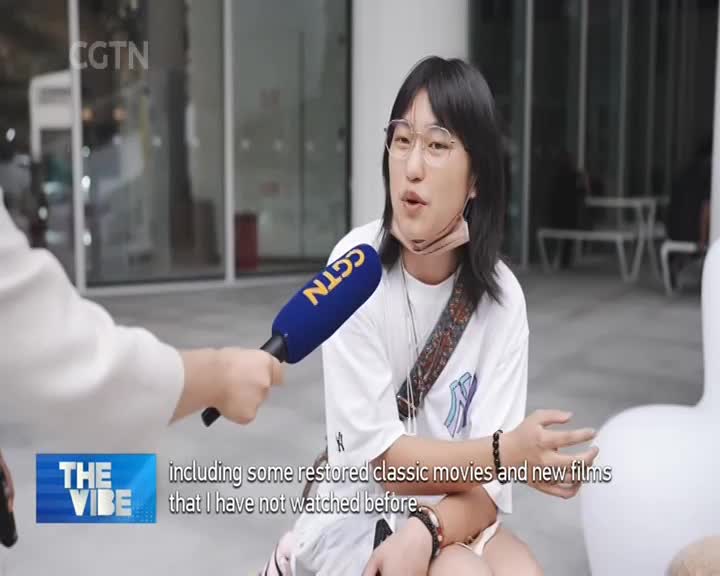 CGTN
CGTN
THE
VIBE
including some restored classic movies and new films
that I have not watched before.